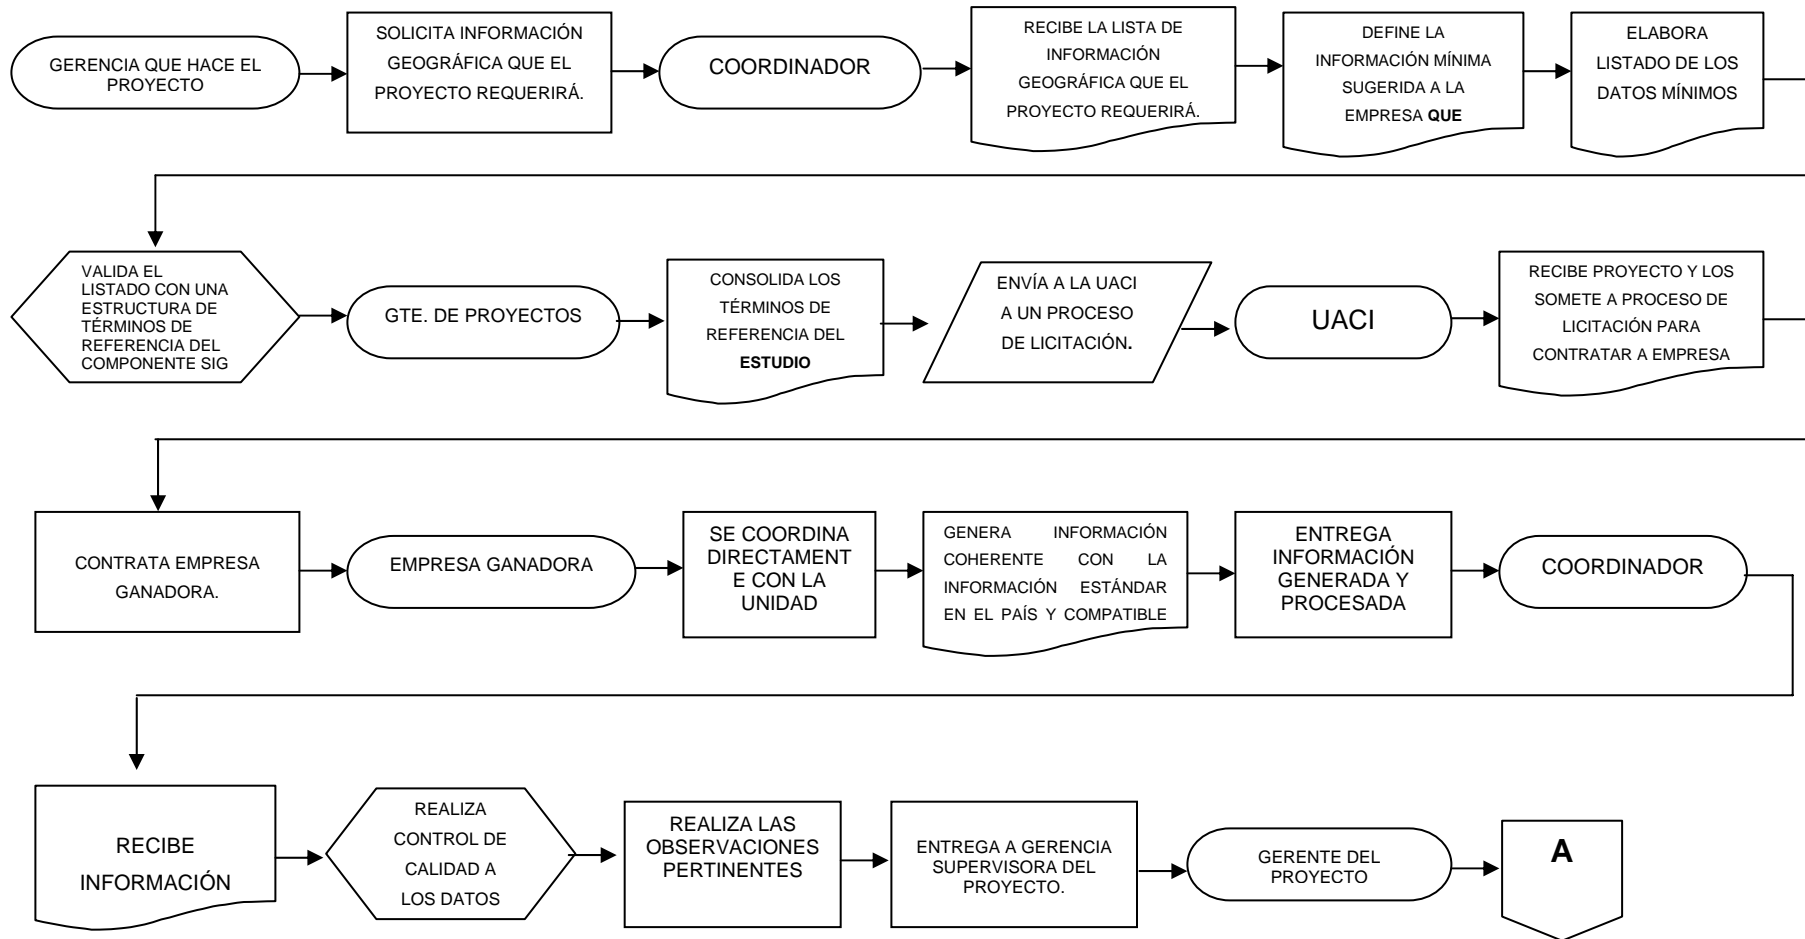 GERENCIA QUE HACE EL
PROYECTO
SOLICITA INFORMACIÓN
GEOGRÁFICA QUE EL
PROYECTO REQUERIRÁ.
COORDINADOR
RECIBE LA LISTA DE
INFORMACIÓN
GEOGRÁFICA QUE EL
PROYECTO REQUERIRÁ.
DEFINE LA
INFORMACIÓN MÍNIMA
SUGERIDA A LA
EMPRESA QUE
ELABORA
LISTADO DE LOS
DATOS MÍNIMOS
VALIDA EL
LISTADO CON UNA
ESTRUCTURA DE
TÉRMINOS DE
REFERENCIA DEL
COMPONENTE SIG
GTE. DE PROYECTOS
CONSOLIDA LOS
TÉRMINOS DE
REFERENCIA DEL
ESTUDIO
ENVÍA A LA UACI
A UN PROCESO
DE LICITACIÓN.
UACI
RECIBE PROYECTO Y LOS
SOMETE A PROCESO DE
LICITACIÓN PARA
CONTRATAR A EMPRESA
CONTRATA EMPRESA
GANADORA.
EMPRESA GANADORA
SE COORDINA
DIRECTAMENT
E CON LA
UNIDAD
GENERA INFORMACIÓN
COHERENTE CON LA
INFORMACIÓN ESTÁNDAR
EN EL PAÍS Y COMPATIBLE
ENTREGA
INFORMACIÓN
GENERADA Y
PROCESADA
COORDINADOR
RECIBE
INFORMACIÓN
REALIZA
CONTROL DE
CALIDAD A
LOS DATOS
REALIZA LAS
OBSERVACIONES
PERTINENTES
ENTREGA A GERENCIA
SUPERVISORA DEL
PROYECTO.
GERENTE DEL
PROYECTO
A